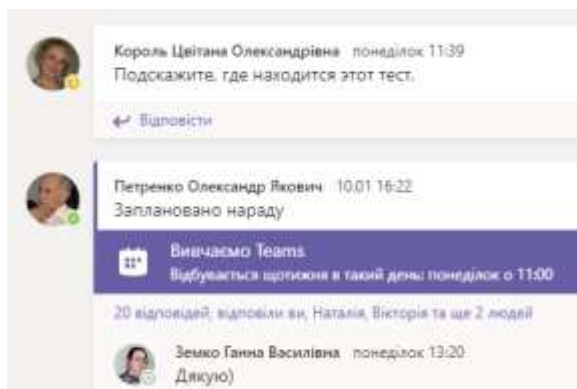 Король Цвітана Олександрівна понеділок 11:39
Подскажите, где находится этот тест.
Відповісти
Петренко Олександр Якович 10.01 16:22
Заплановано нараду
Вивчаємо Teams
Відбувається щотижня в такий день: понеділок о 11:00
20 відповідей, відповіли ви, Наталія, Вікторія та ще 2 людей
Земко Ганна Василівна понеділок 13:20
Дякую)